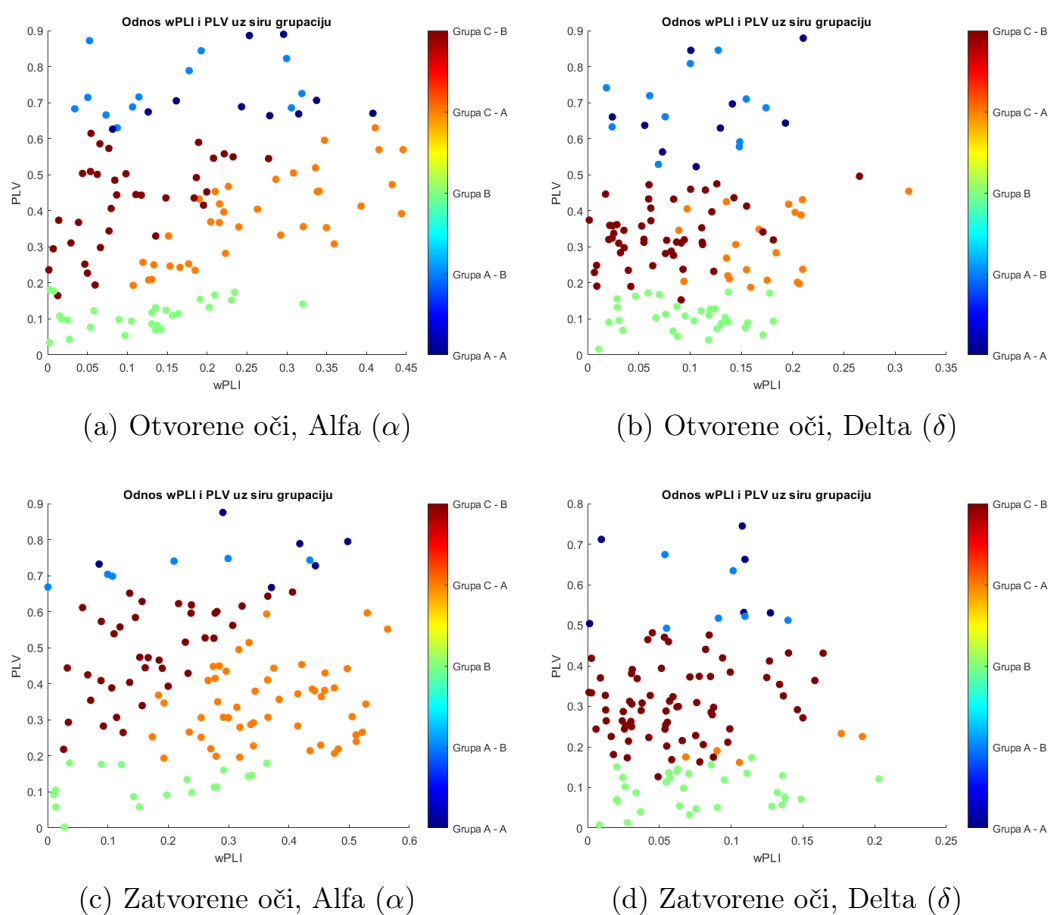 Odnos wPLI i PLV uz siru grupaciju
0.9
0.8
0.7
0.6
0.5
0.4
0.3
0.2
0.1
0
PLV
0 0.05 0.1 0.15 0.2 0.25 0.3 0.35 0.4 0.45
wPLI
Grupa C - B
Grupa C - A
Grupa B
Grupa A - B
Grupa A - A
(a) Otvorene oči, Alfa (α)
Odnos wPLI i PLV uz siru grupaciju
0.9
0.8
0.7
0.6
0.5
0.4
0.3
0.2
0.1
0
PLV
0 0.05 0.1 0.15 0.2 0.25 0.3 0.35
wPLI
Grupa C - B
Grupa C - A
Grupa B
Grupa A - B
Grupa A - A
(b) Otvorene oči, Delta (δ)
Odnos wPLI i PLV uz siru grupaciju
0.9
0.8
0.7
0.6
0.5
0.4
0.3
0.2
0.1
0
PLV
0 0.1 0.2 0.3 0.4 0.5 0.6
wPLI
Grupa C - B
Grupa C - A
Grupa B
Grupa A - B
Grupa A - A
(c) Zatvorene oči, Alfa (α)
Odnos wPLI i PLV uz siru grupaciju
0.8
0.7
0.6
0.5
0.4
0.3
0.2
0.1
0
PLV
0 0.05 0.1 0.15 0.2 0.25
wPLI
Grupa C - B
Grupa C - A
Grupa B
Grupa A - B
Grupa A - A
(d) Zatvorene oči, Delta (δ)